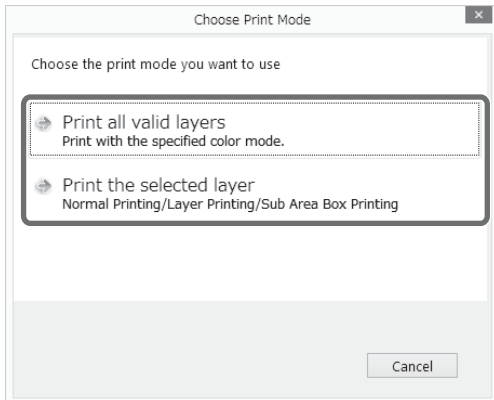 Choose Print Mode
Choose the print mode you want to use
Print all valid layers
Print with the specified color mode.
Print the selected layer
Normal Printing/Layer Printing/Sub Area Box Printing
Cancel